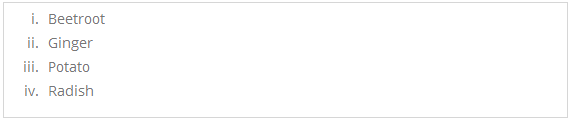 i. Beetroot
ii. Ginger
iii. Potato
iv. Radish